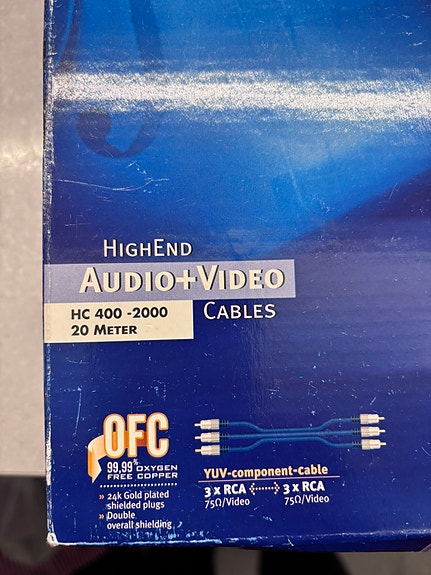 HIGHEND
AUDIO+VIDEO
CABLES
HC 400 -2000
20 METER
OFC
99,99% OXYGEN
FREE COPPER
» 24k Gold plated
shielded plugs
» Double
overall shielding
YUV-component-cable
3 x RCA 3 x RCA
75Ω/Video 75Ω/Video